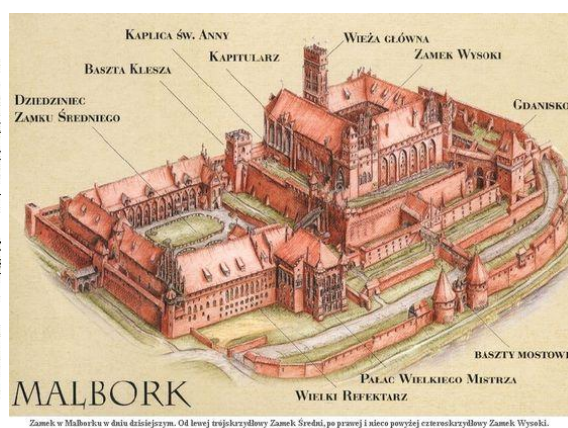 Kaplica św. Anny
Wieża główna
Kapitularz
Zamek Wysoki
Baszta Klesza
Dziedziniec
Zamku Średniego
Gdanisko
Baszty mostowe
Pałac Wielkiego Mistrza
Wielki Refektarz
MALBORK
Zamek w Malborku w dniu dzisiejszym. Od lewej trójskrzydłowy Zamek Średni, po prawej i nieco powyżej czteroskrzydłowy Zamek Wysoki.